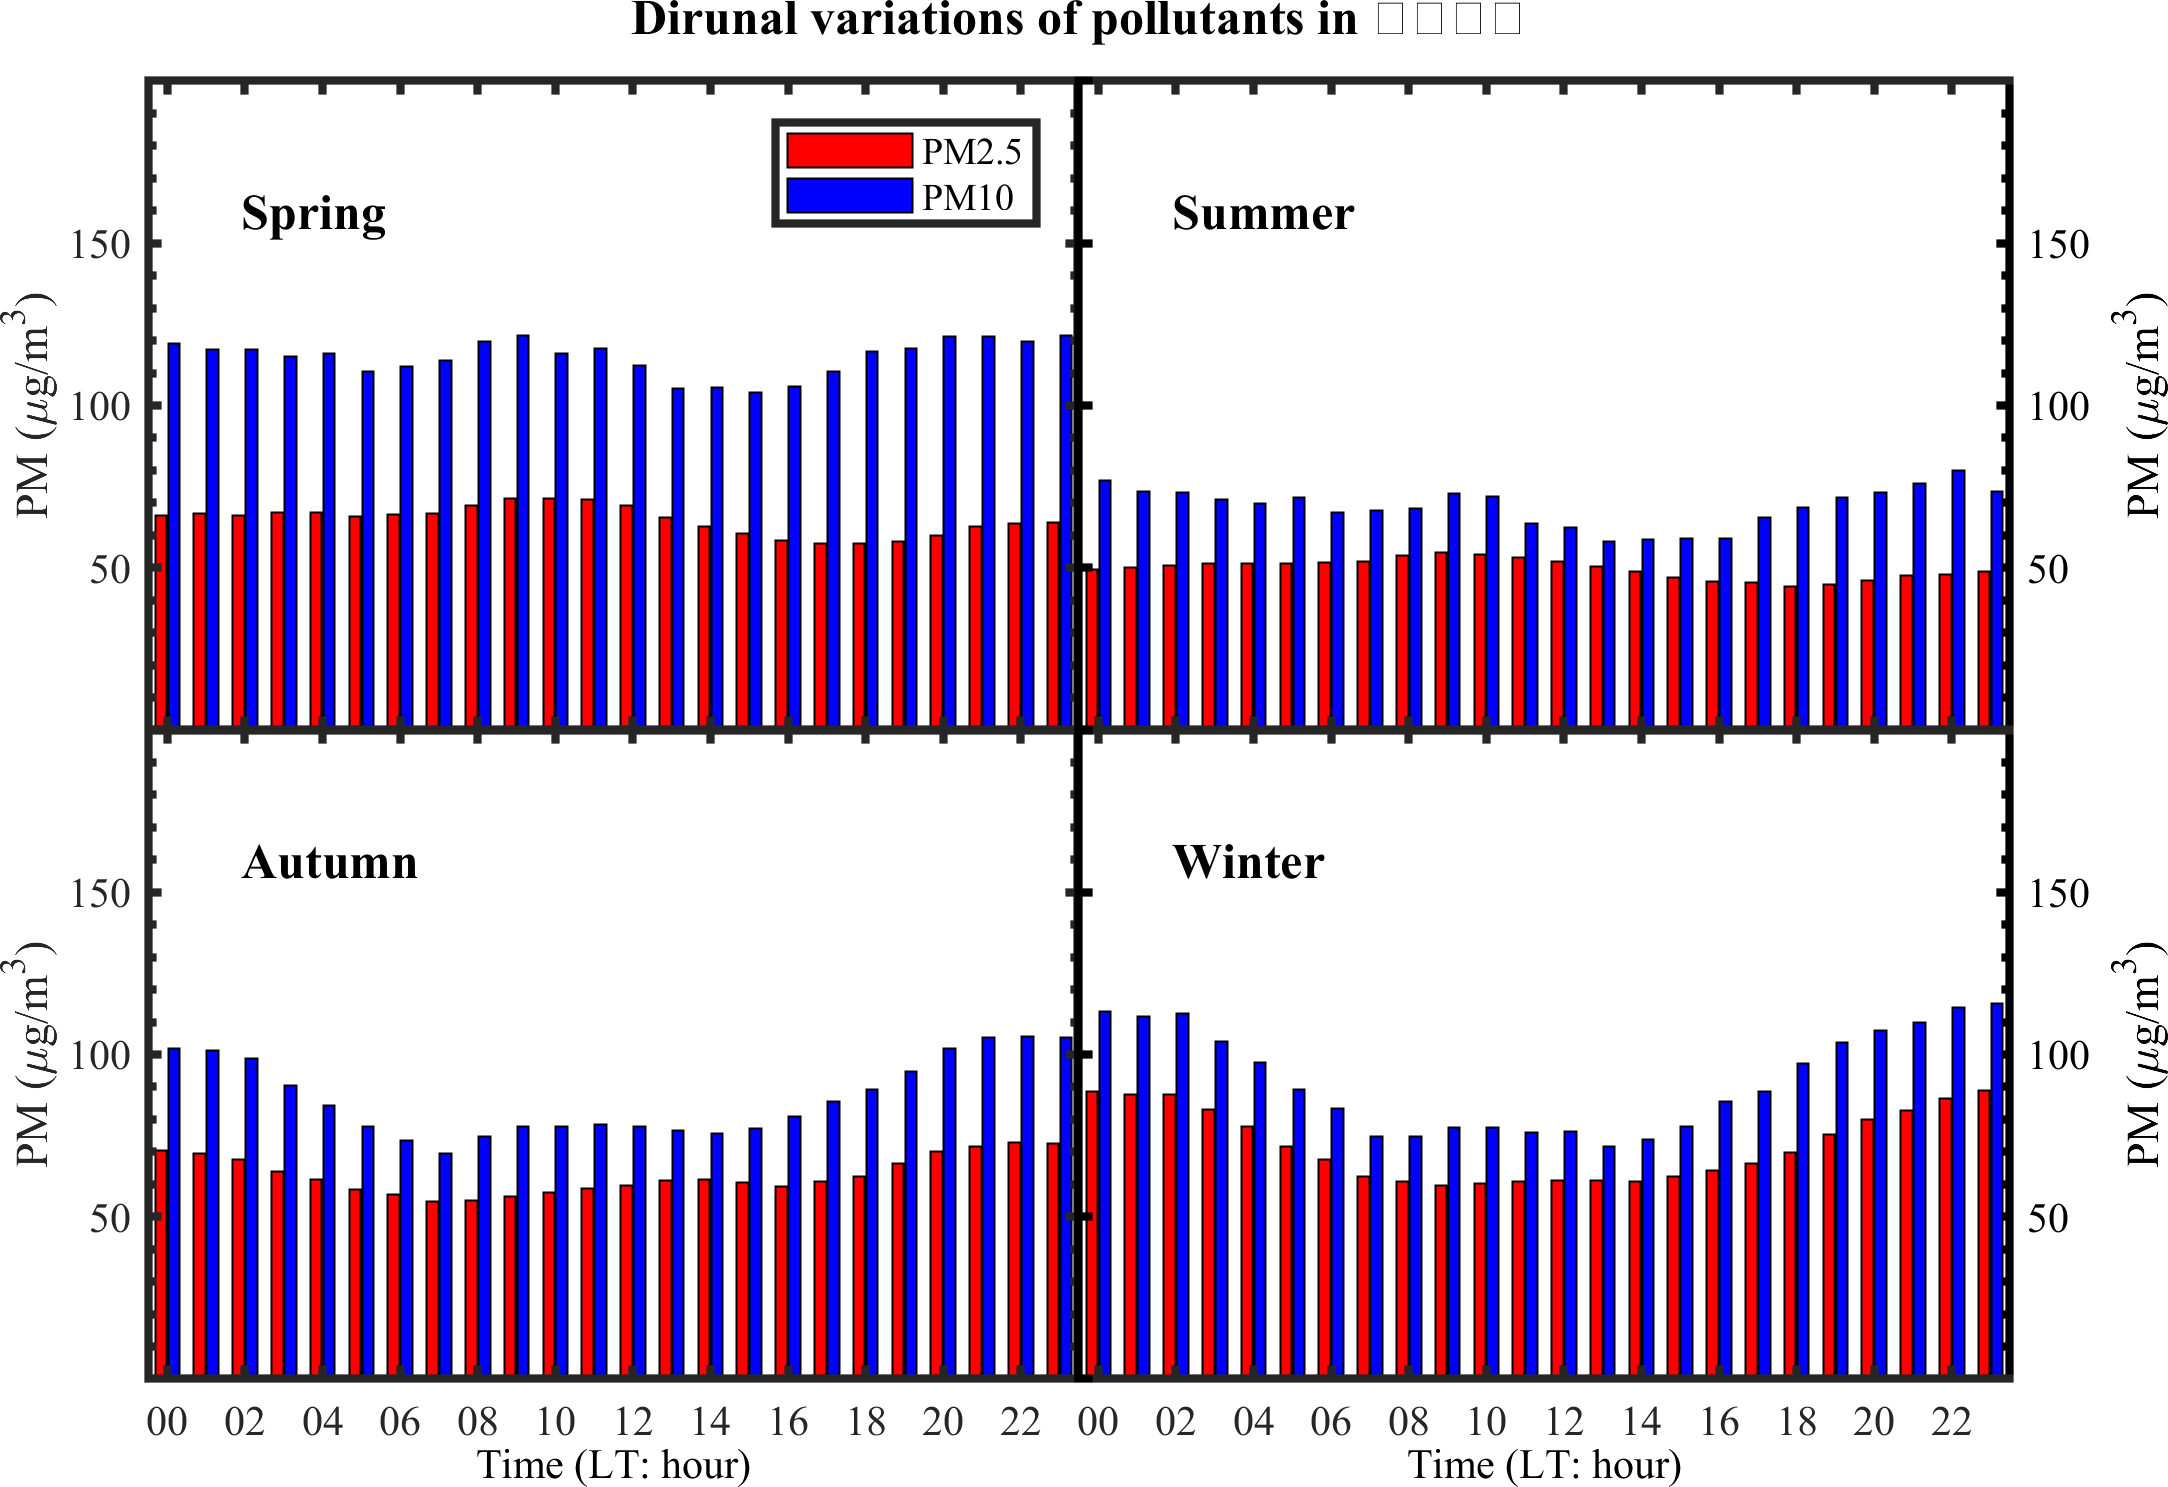 Dirunal variations of pollutants in □□□□
PM2.5
PM10
Spring
Summer
150
100
50
PM (μg/m³)
150
100
50
PM (μg/m³)
Autumn
Winter
150
100
50
PM (μg/m³)
150
100
50
PM (μg/m³)
00 02 04 06 08 10 12 14 16 18 20 22
00 02 04 06 08 10 12 14 16 18 20 22
Time (LT: hour)
Time (LT: hour)